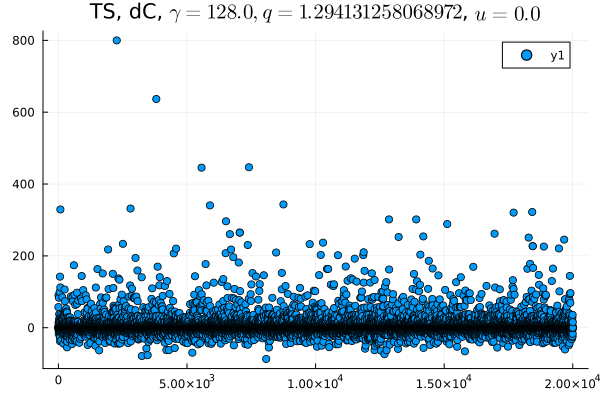 TS, dC, γ = 128.0, q = 1.294131258068972, u = 0.0
y1
800
600
400
200
0
0 5.00×10³ 1.00×10⁴ 1.50×10⁴ 2.00×10⁴